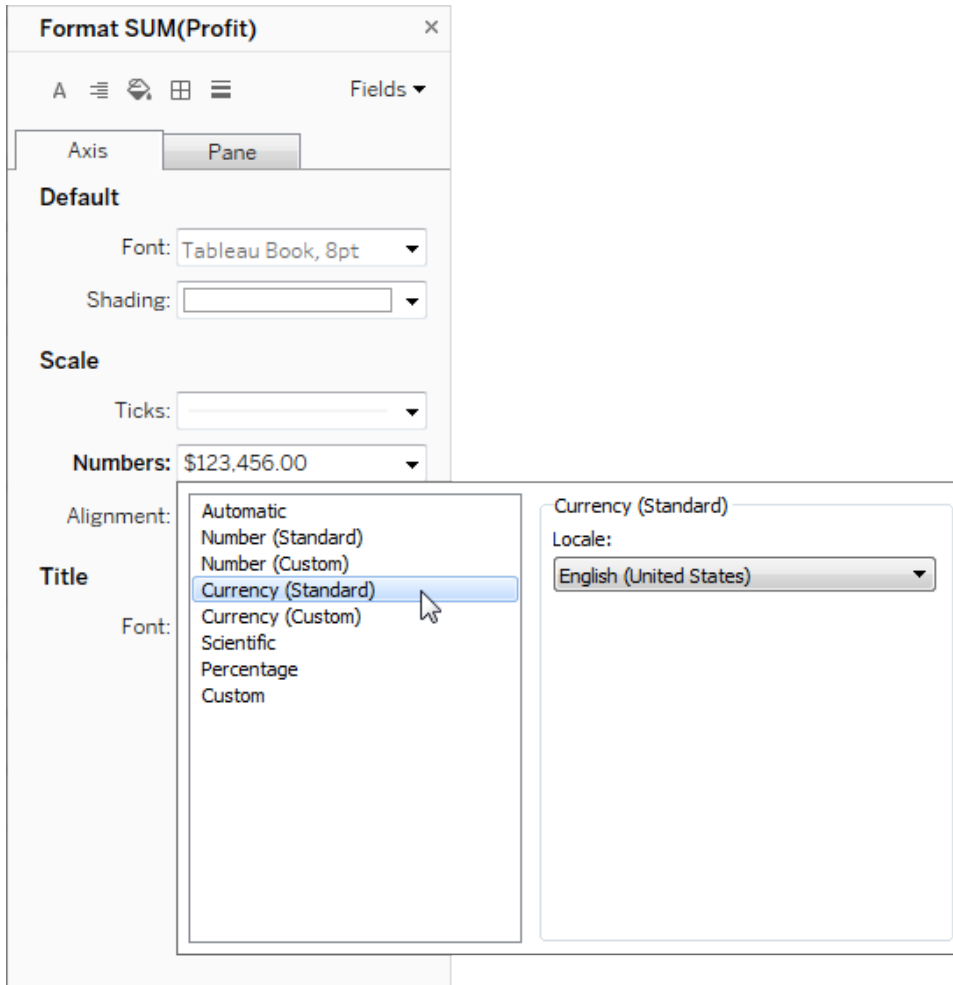 Format SUM(Profit) ×
A Fields
Axis Pane
Default
Font: Tableau Book, 8pt
Shading:
Scale
Ticks:
Numbers: $123,456.00
Alignment:
Automatic
Number (Standard)
Number (Custom)
Currency (Standard)
Currency (Custom)
Scientific
Percentage
Custom
Currency (Standard)
Locale:
English (United States)
Title
Font: